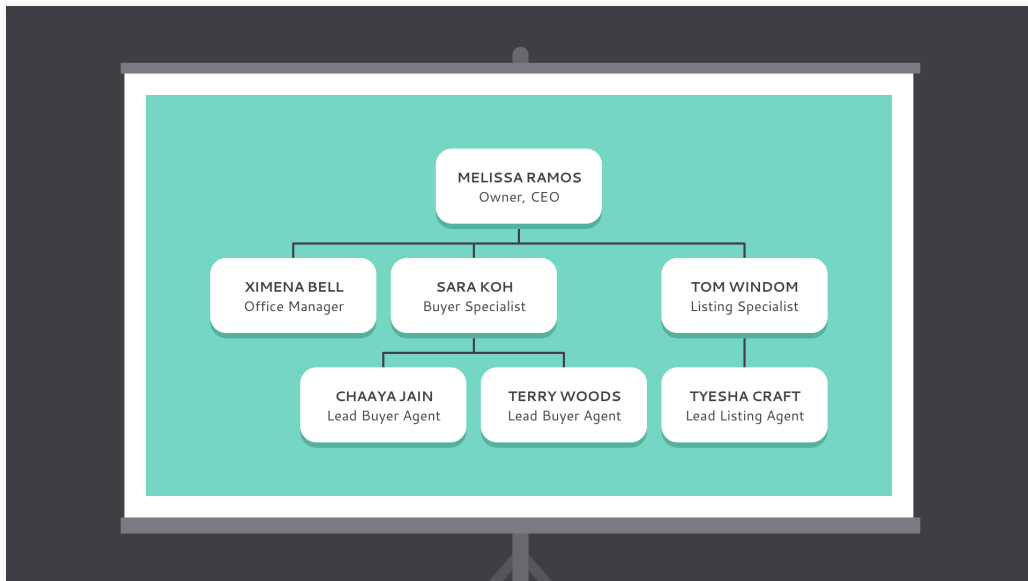 MELISSA RAMOS
Owner, CEO
XIMENA BELL
Office Manager
SARA KOH
Buyer Specialist
TOM WINDOM
Listing Specialist
CHAAYA JAIN
Lead Buyer Agent
TERRY WOODS
Lead Buyer Agent
TYESHA CRAFT
Lead Listing Agent